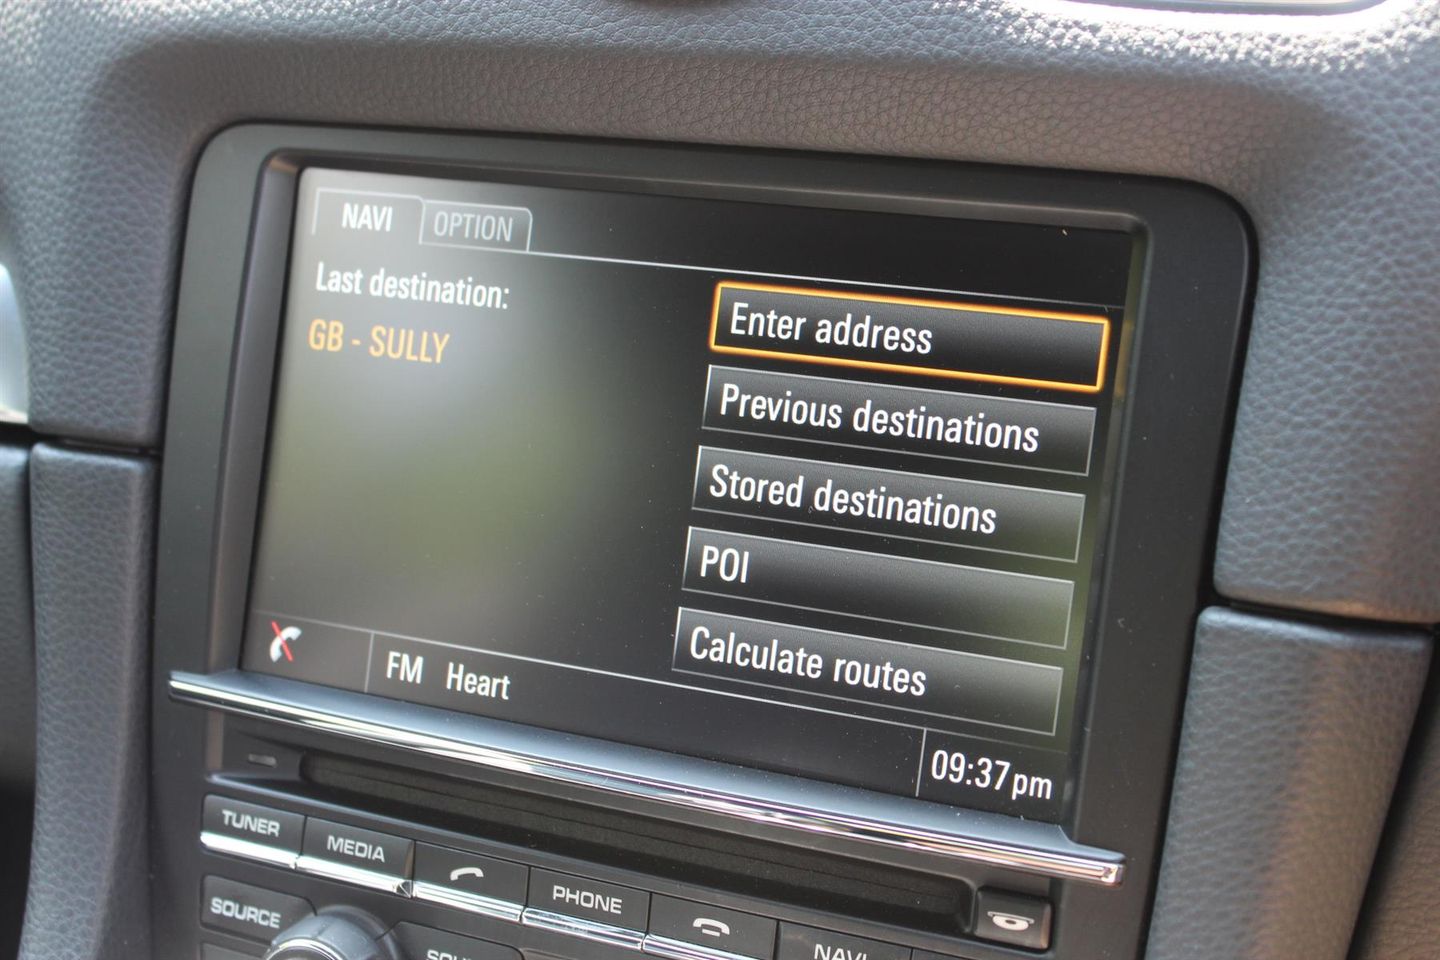 NAVI
OPTION
Last destination:
GB - SULLY
Enter address
Previous destinations
Stored destinations
POI
Calculate routes
FM Heart
09:37pm
TUNER
MEDIA
PHONE
NAVI
SOURCE